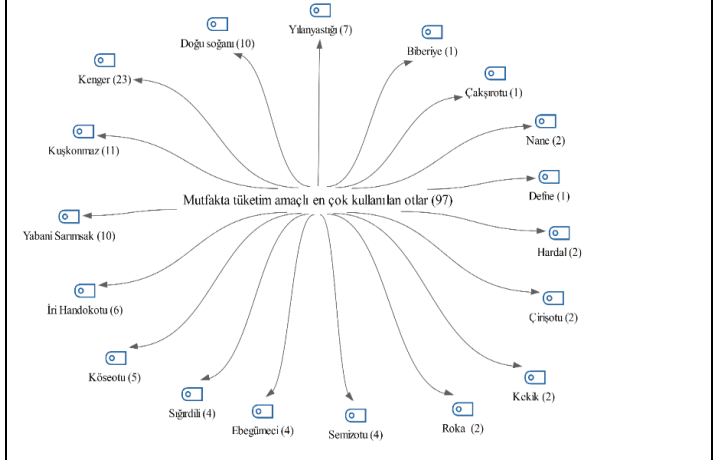 Yılanyastığı (7)
Doğu soğanı (10)
Biberiye (1)
Kenger (23)
Çakşırotu (1)
Kuşkonmaz (11)
Nane (2)
Mutfakta tüketim amaçlı en çok kullanılan otlar (97)
Defne (1)
Yabani Sarımsak (10)
Hardal (2)
İri Handokotu (6)
Çirişotu (2)
Köseotu (5)
Kekik (2)
Sığırdili (4)
Ebegümeci (4)
Semizotu (4)
Roka (2)